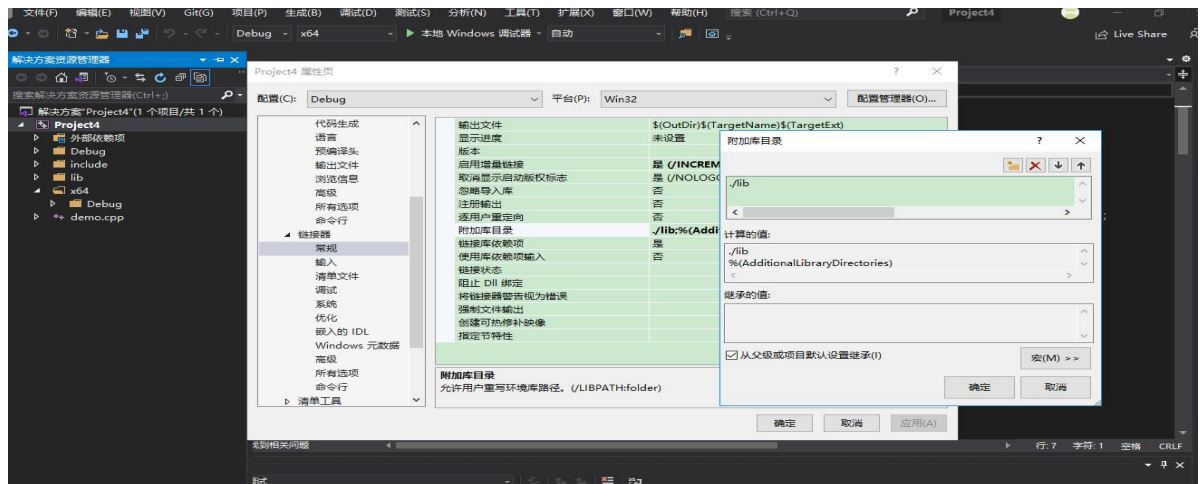 文件(F) 编辑(E) 视图(V) Git(G) 项目(P) 生成(B) 调试(D) 测试(S) 分析(N) 工具(T) 扩展(X) 窗口(W) 帮助(H) 搜索 (Ctrl+Q) Project4
Debug x64 本地 Windows 调试器 自动 Live Share
解决方案资源管理器
搜索解决方案资源管理器(Ctrl+;)
解决方案"Project4"(1 个项目/共 1 个)
Project4
外部依赖项
Debug
include
lib
x64
Debug
demo.cpp
Project4 属性页
配置(C): Debug 平台(P): Win32 配置管理器(O)...
代码生成
语言
预编译头
输出文件
浏览信息
高级
所有选项
命令行
链接器
常规
输入
清单文件
调试
系统
优化
嵌入的 IDL
Windows 元数据
高级
所有选项
命令行
清单工具
输出文件 $(OutDir)$(TargetName)$(TargetExt)
显示进度 未设置
版本
启用增量链接 是 (/INCREM
取消显示启动版权标志 是 (/NOLOGO
忽略导入库 否
注册输出 否
逐用户重定向 否
附加库目录 ./lib;%(Addi
链接库依赖项 是
使用库依赖项输入 否
链接状态
阻止 Dll 绑定
将链接器警告视为错误
强制文件输出
创建可热修补映像
指定节特性
附加库目录
允许用户重写环境库路径。(/LIBPATH:folder)
确定 取消 应用(A)
附加库目录
./lib
计算的值:
./lib
%(AdditionalLibraryDirectories)
继承的值:
从父级或项目默认设置继承(I)
宏(M) >>
确定 取消
到相关问题
行: 7 字符: 1 空格 CRLF